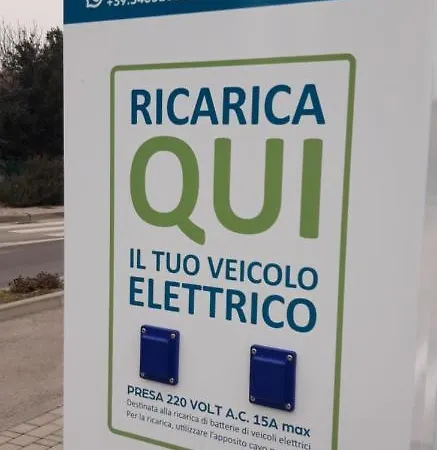 RICARICA
QUI
IL TUO VEICOLO
ELETTRICO
PRESA 220 VOLT A.C. 15A max
Destinata alla ricarica di batterie di veicoli elettrici
Per la ricarica, utilizzare l'apposito cavo